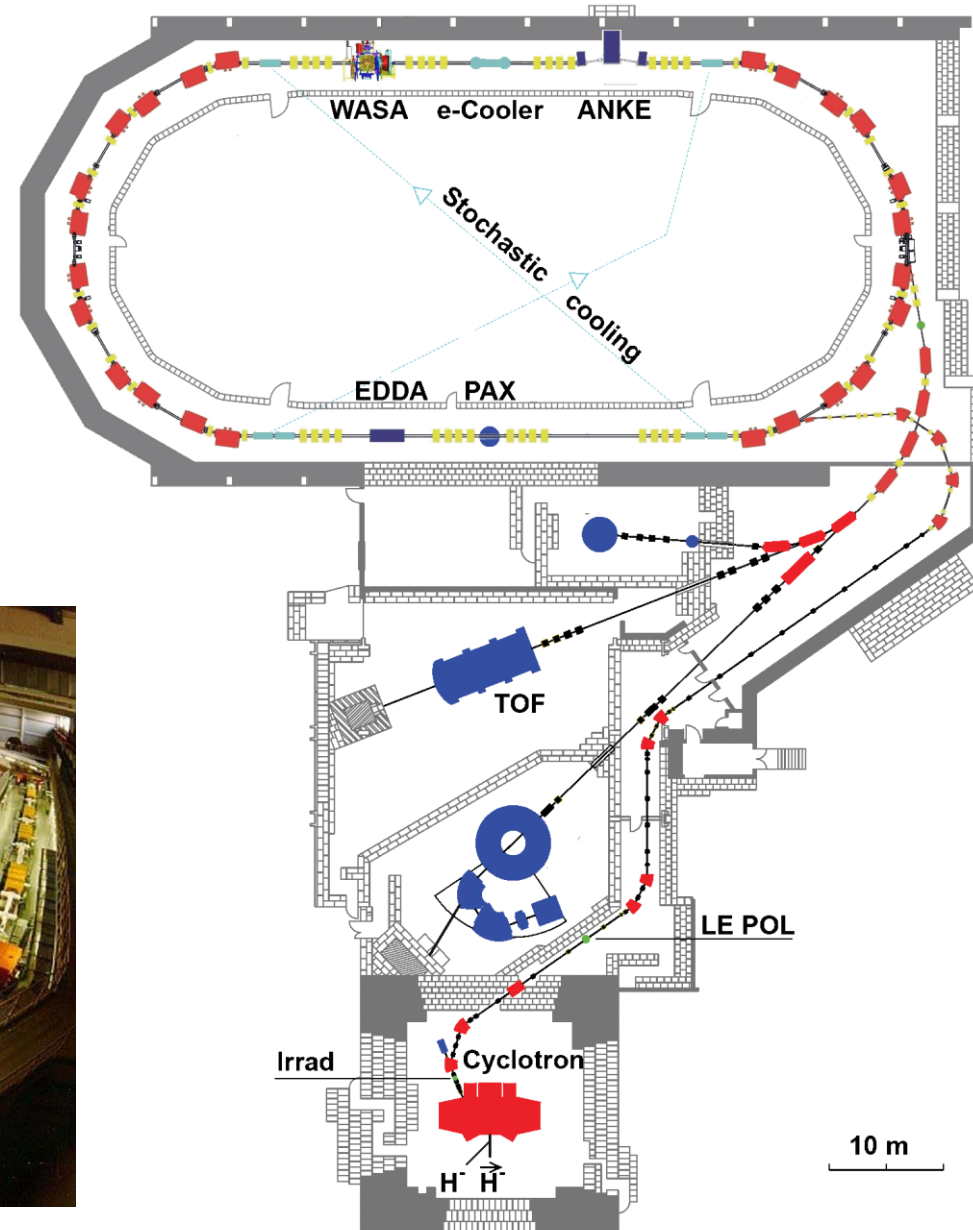 WASA e-Cooler ANKE
Stochastic cooling
EDDA PAX
TOF
LE POL
Irrad
Cyclotron
H⁻ H⃗⁻
10 m